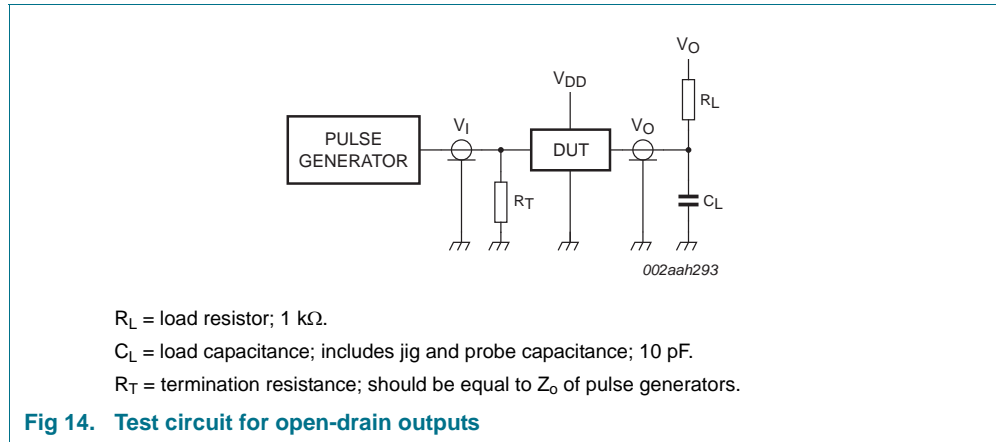 VO
VDD
RL
VI
VO
PULSE
GENERATOR
DUT
RT
CL
002aah293
RL = load resistor; 1 kΩ.
CL = load capacitance; includes jig and probe capacitance; 10 pF.
RT = termination resistance; should be equal to Zo of pulse generators.
Fig 14. Test circuit for open-drain outputs